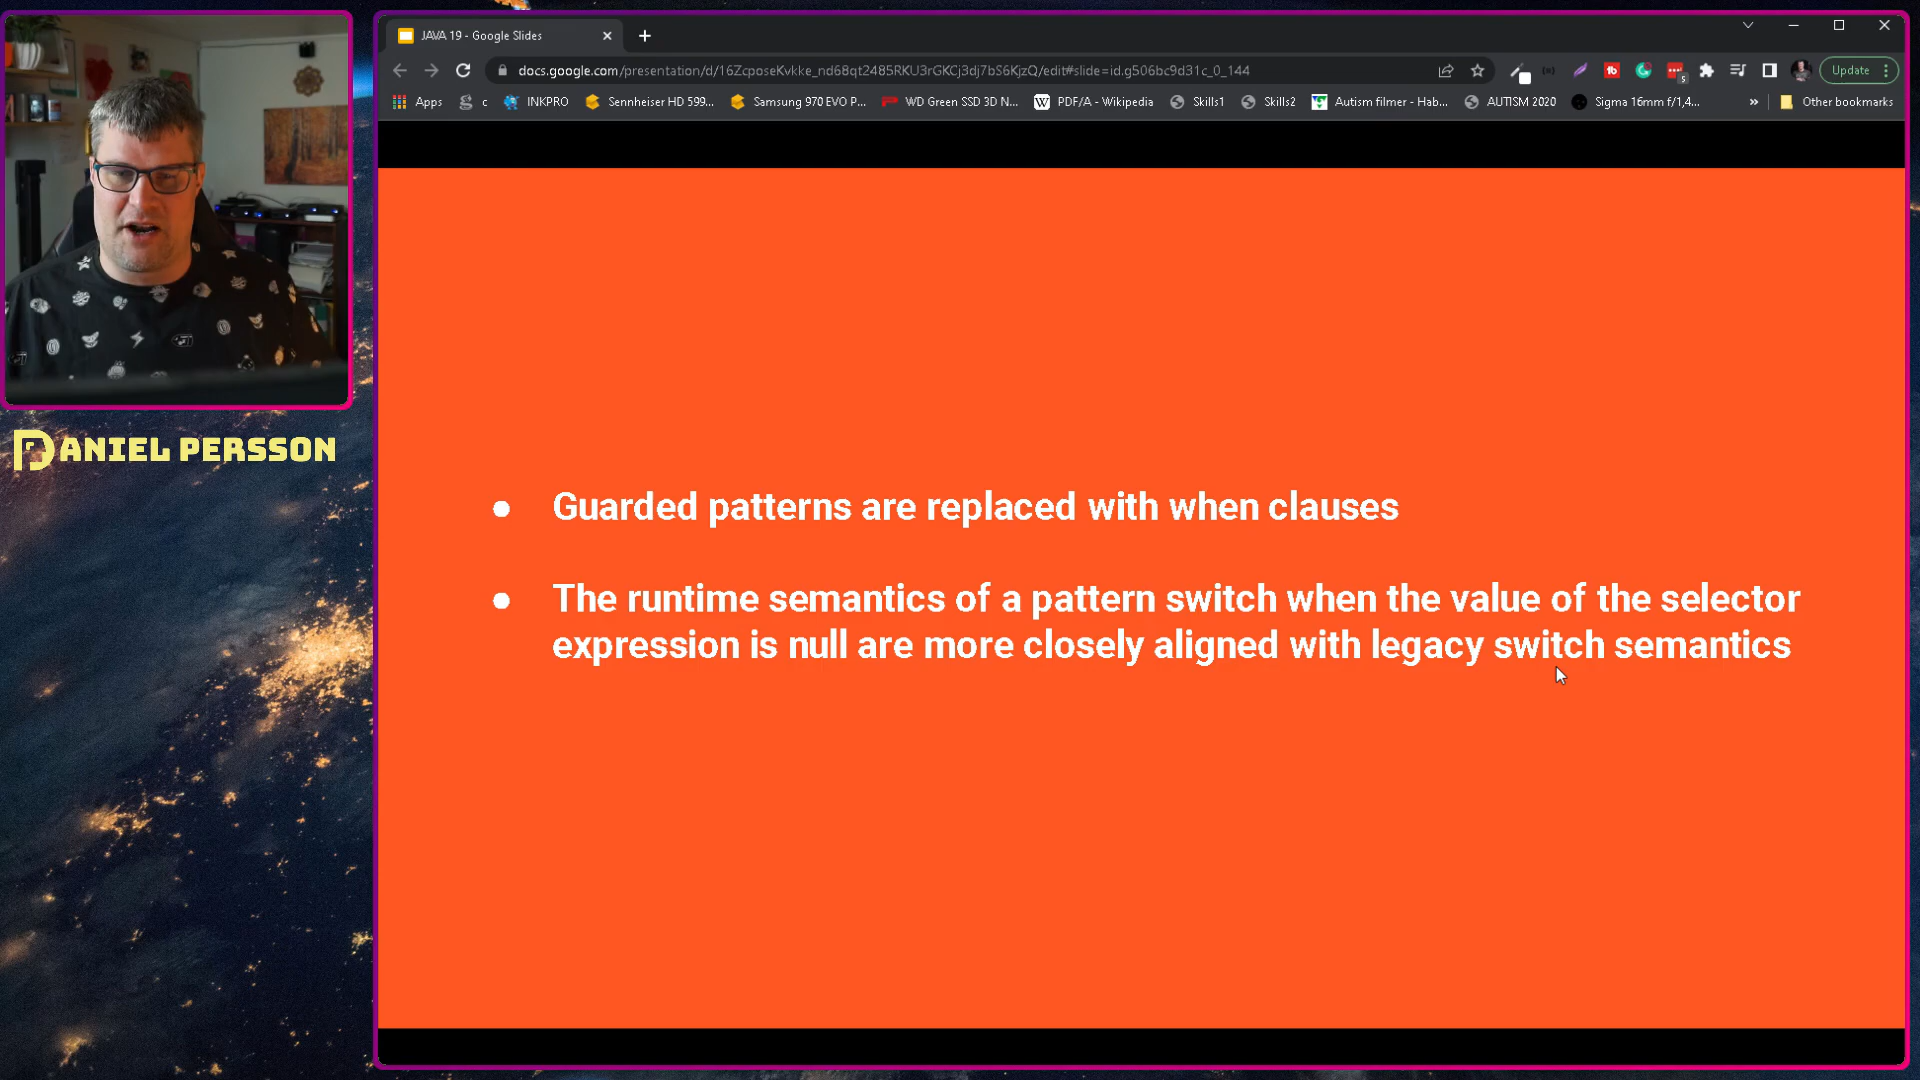 JAVA 19 - Google Slides
docs.google.com/presentation/d/16ZcposeKvkke_nd68qt2485RKU3rGKCj3dj7bS6KjzQ/edit#slide=id.g506bc9d31c_0_144
Update
Apps
c
INKPRO
Sennheiser HD 599...
Samsung 970 EVO P...
WD Green SSD 3D N...
PDF/A - Wikipedia
Skills1
Skills2
Autism filmer - Hab...
AUTISM 2020
Sigma 16mm f/1,4...
»
Other bookmarks
DANIEL PERSSON
• Guarded patterns are replaced with when clauses
• The runtime semantics of a pattern switch when the value of the selector
expression is null are more closely aligned with legacy switch semantics